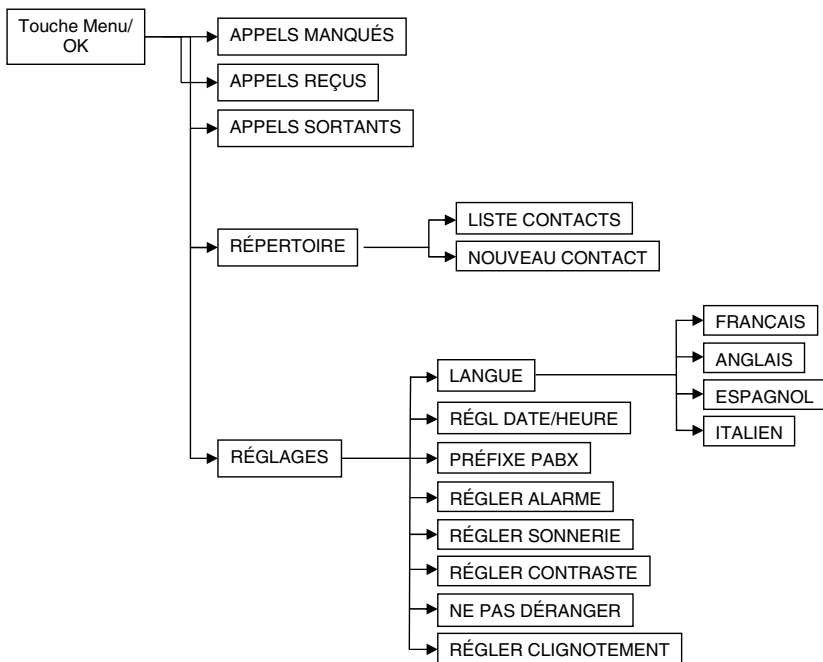 Touche Menu/
OK
APPELS MANQUÉS
APPELS REÇUS
APPELS SORTANTS
RÉPERTOIRE
LISTE CONTACTS
NOUVEAU CONTACT
RÉGLAGES
LANGUE
RÉGL DATE/HEURE
PRÉFIXE PABX
RÉGLER ALARME
RÉGLER SONNERIE
RÉGLER CONTRASTE
NE PAS DÉRANGER
RÉGLER CLIGNOTEMENT
FRANCAIS
ANGLAIS
ESPAGNOL
ITALIEN